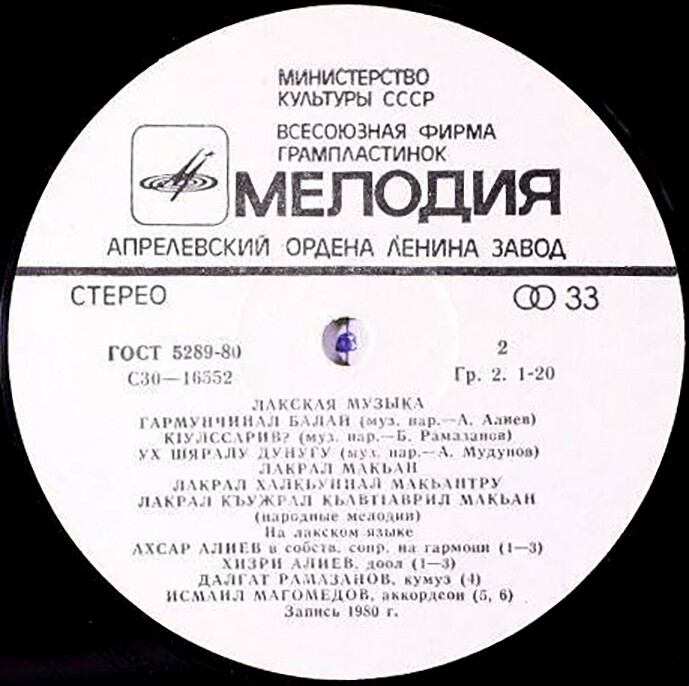 МИНИСТЕРСТВО
КУЛЬТУРЫ СССР
ВСЕСОЮЗНАЯ ФИРМА
ГРАМПЛАСТИНОК
МЕЛОДИЯ
АПРЕЛЕВСКИЙ ОРДЕНА ЛЕНИНА ЗАВОД
СТЕРЕО 33
ГОСТ 5289-80 2
С30—16552 Гр. 2. 1-20
ЛАКСКАЯ МУЗЫКА
ГАРМУНЧИНАЛ БАЛАЙ (муз. нар.—А. Алиев)
КIУЛССАРИВ? (муз. нар.—Б. Рамазанов)
УХ ШЯРАЛУ ДУНУГУ (муз. нар.—А. Мудунов)
ЛАКРАЛ МАКЬАН
ЛАКРАЛ ХАЛКЬУННАЛ МАКЬАНТРУ
ЛАКРАЛ КЪУЖРАЛ КЬАВТIАВРИЛ МАКЬАН
(народные мелодии)
На лакском языке
АХСАР АЛИЕВ в собств. сопр. на гармони (1—3)
ХИЗРИ АЛИЕВ, доол (1—3)
ДАЛГАТ РАМАЗАНОВ, кумуз (4)
ИСМАИЛ МАГОМЕДОВ, аккордеон (5, 6)
Запись 1980 г.